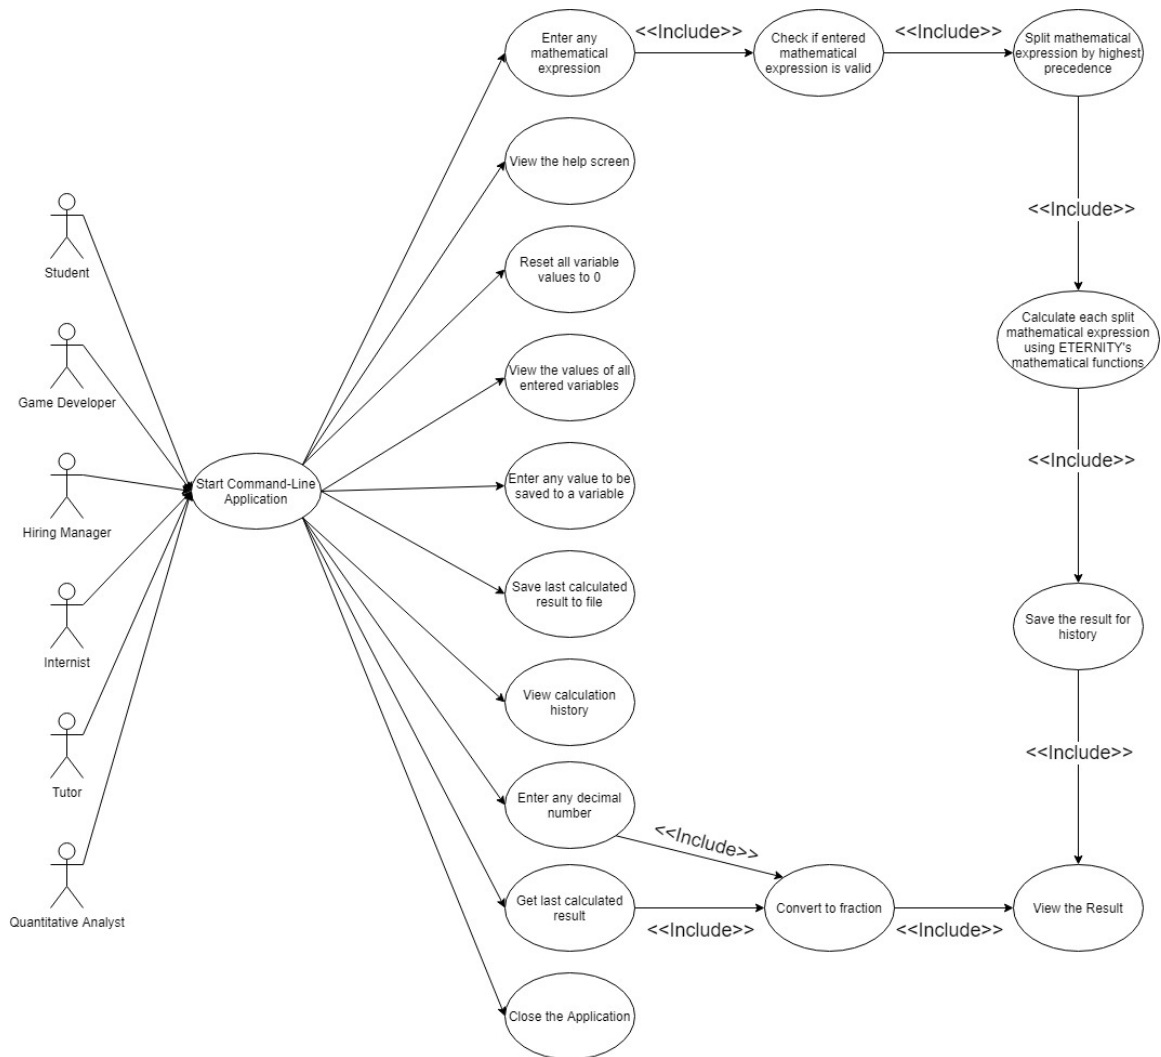 Enter any
mathematical
expression
<<Include>>
Check if entered
mathematical
expression is valid
<<Include>>
Split mathematical
expression by highest
precedence
View the help screen
<<Include>>
Student
Reset all variable
values to 0
Calculate each split
mathematical expression
using ETERNITY's
mathematical functions
Game Developer
View the values of all
entered variables
<<Include>>
Hiring Manager
Start Command-Line
Application
Enter any value to be
saved to a variable
Internist
Save last calculated
result to file
Save the result for
history
View calculation
history
<<Include>>
Tutor
Enter any decimal
number
<<Include>>
Quantitative Analyst
Get last calculated
result
<<Include>>
Convert to fraction
<<Include>>
View the Result
Close the Application